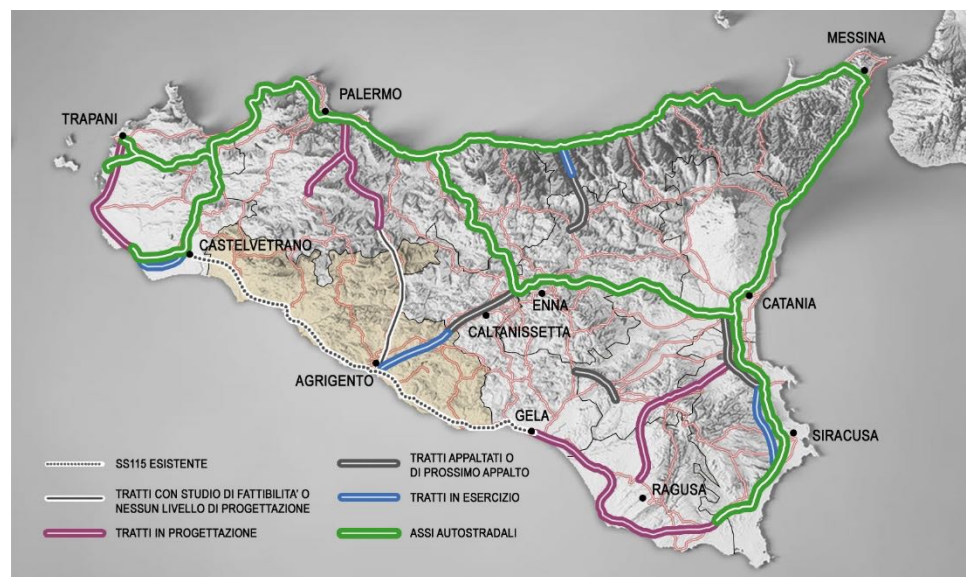 MESSINA
PALERMO
TRAPANI
CASTELVETRANO
CATANIA
ENNA
CALTANISSETTA
AGRIGENTO
GELA
SIRACUSA
RAGUSA
SS115 ESISTENTE
TRATTI CON STUDIO DI FATTIBILITA' O
NESSUN LIVELLO DI PROGETTAZIONE
TRATTI IN PROGETTAZIONE
TRATTI APPALTATI O
DI PROSSIMO APPALTO
TRATTI IN ESERCIZIO
ASSI AUTOSTRADALI